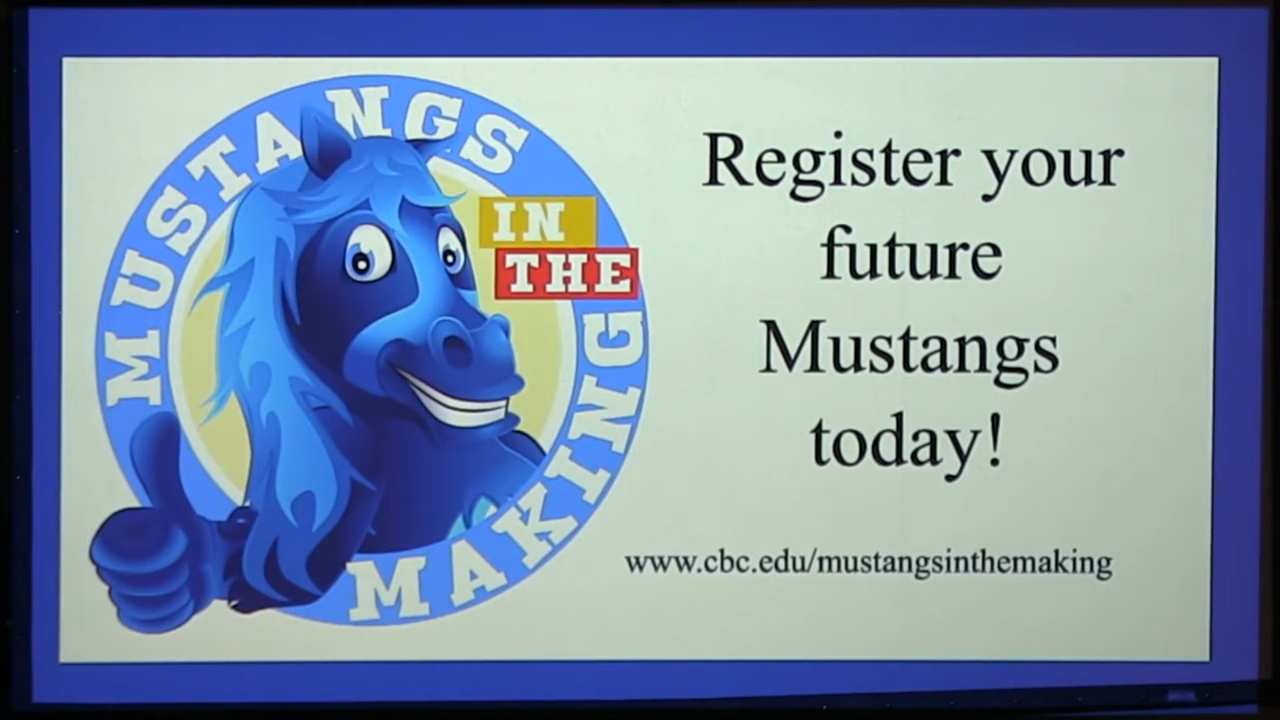 MUSTANGS
IN
THE
MAKING
Register your
future
Mustangs
today!
www.cbc.edu/mustangsinthemaking